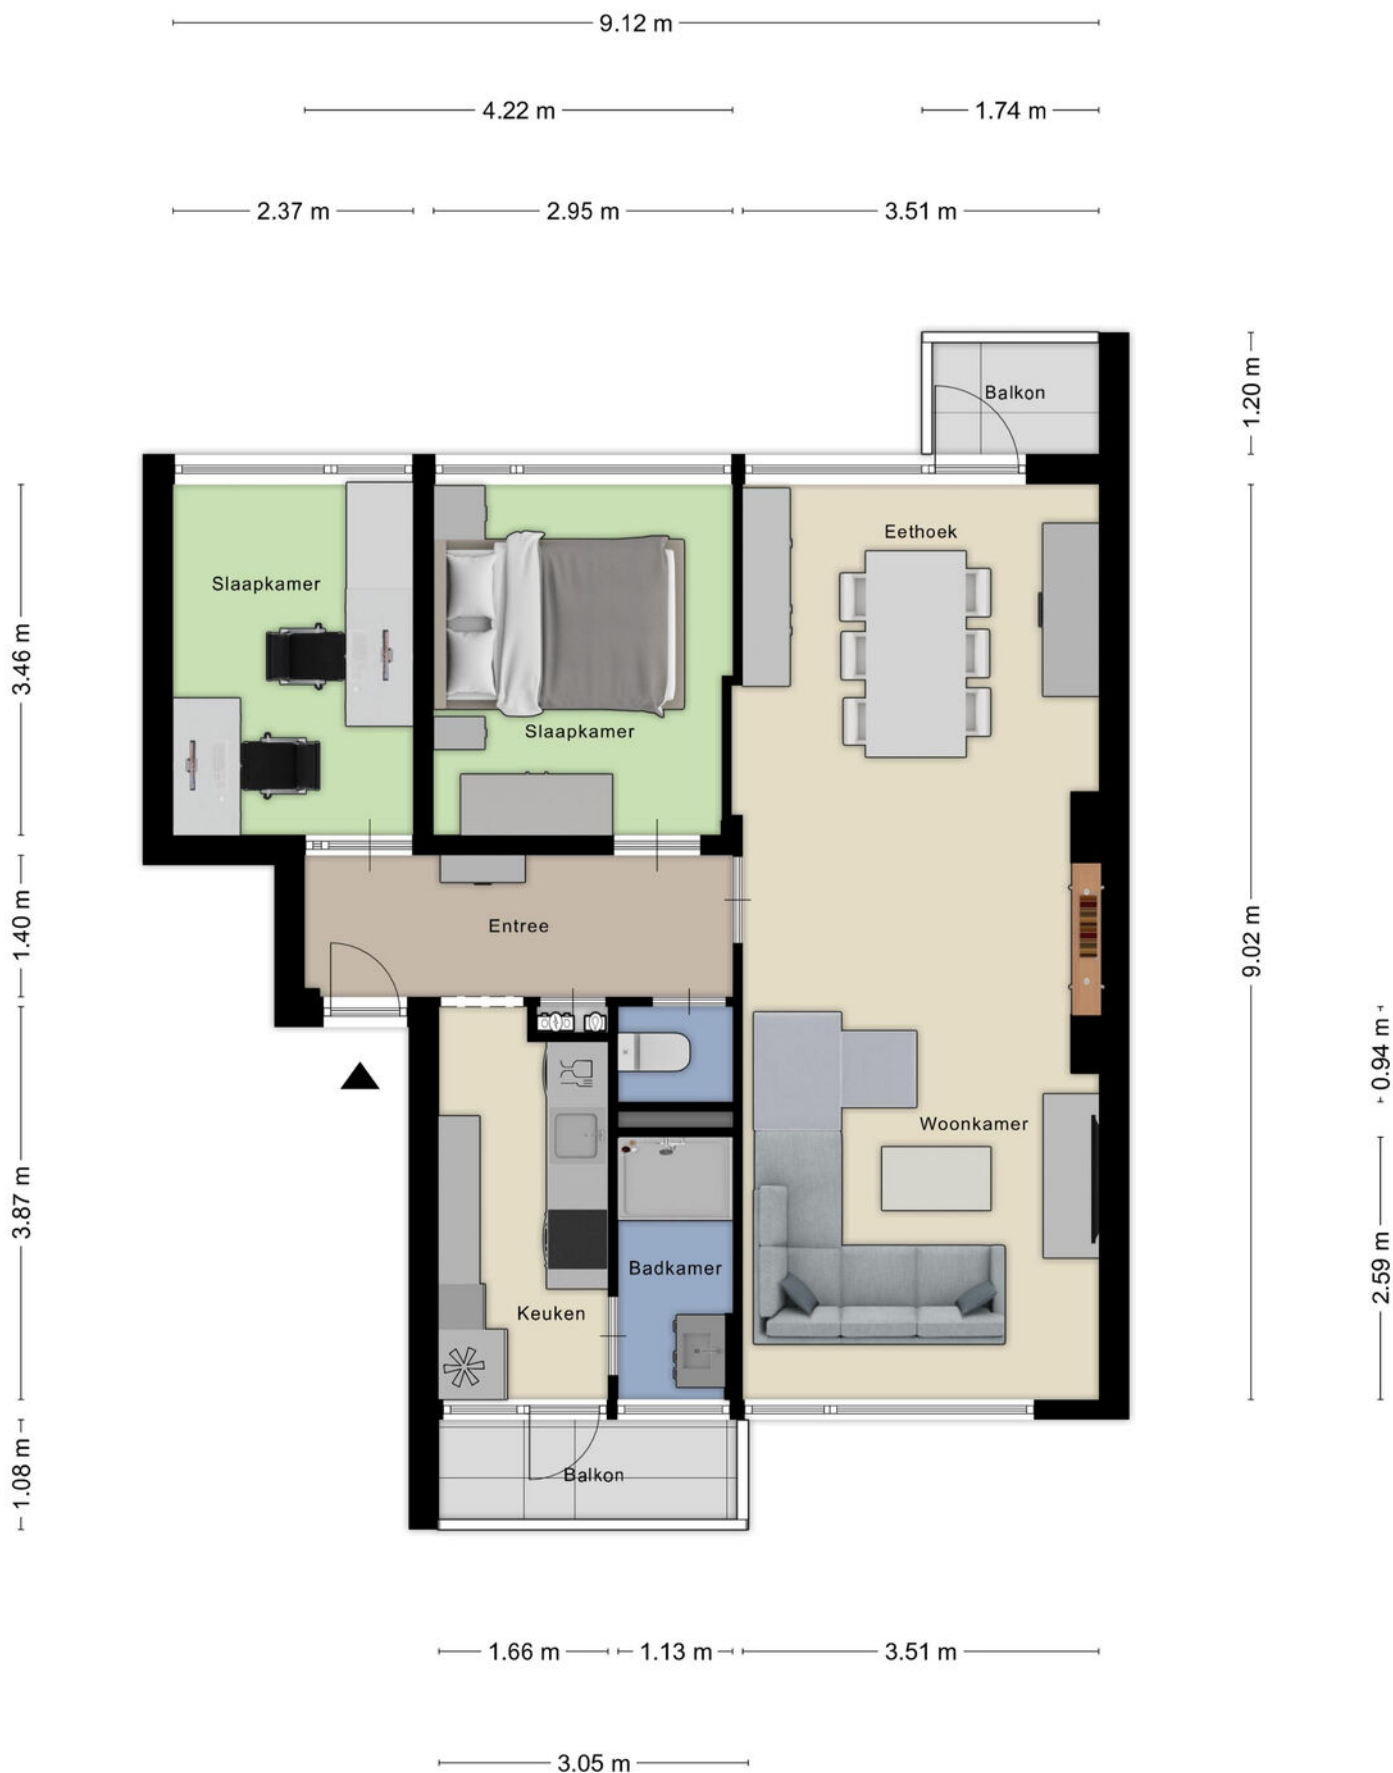 9.12 m
4.22 m
1.74 m
2.37 m
2.95 m
3.51 m
1.20 m
Balkon
Eethoek
Slaapkamer
Slaapkamer
3.46 m
Entree
1.40 m
9.02 m
0.94 m
Woonkamer
Badkamer
Keuken
3.87 m
2.59 m
Balkon
1.08 m
1.66 m
1.13 m
3.51 m
3.05 m